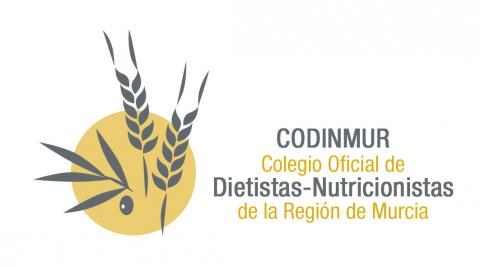 CODINMUR
Colegio Oficial de
Dietistas-Nutricionistas
de la Región de Murcia